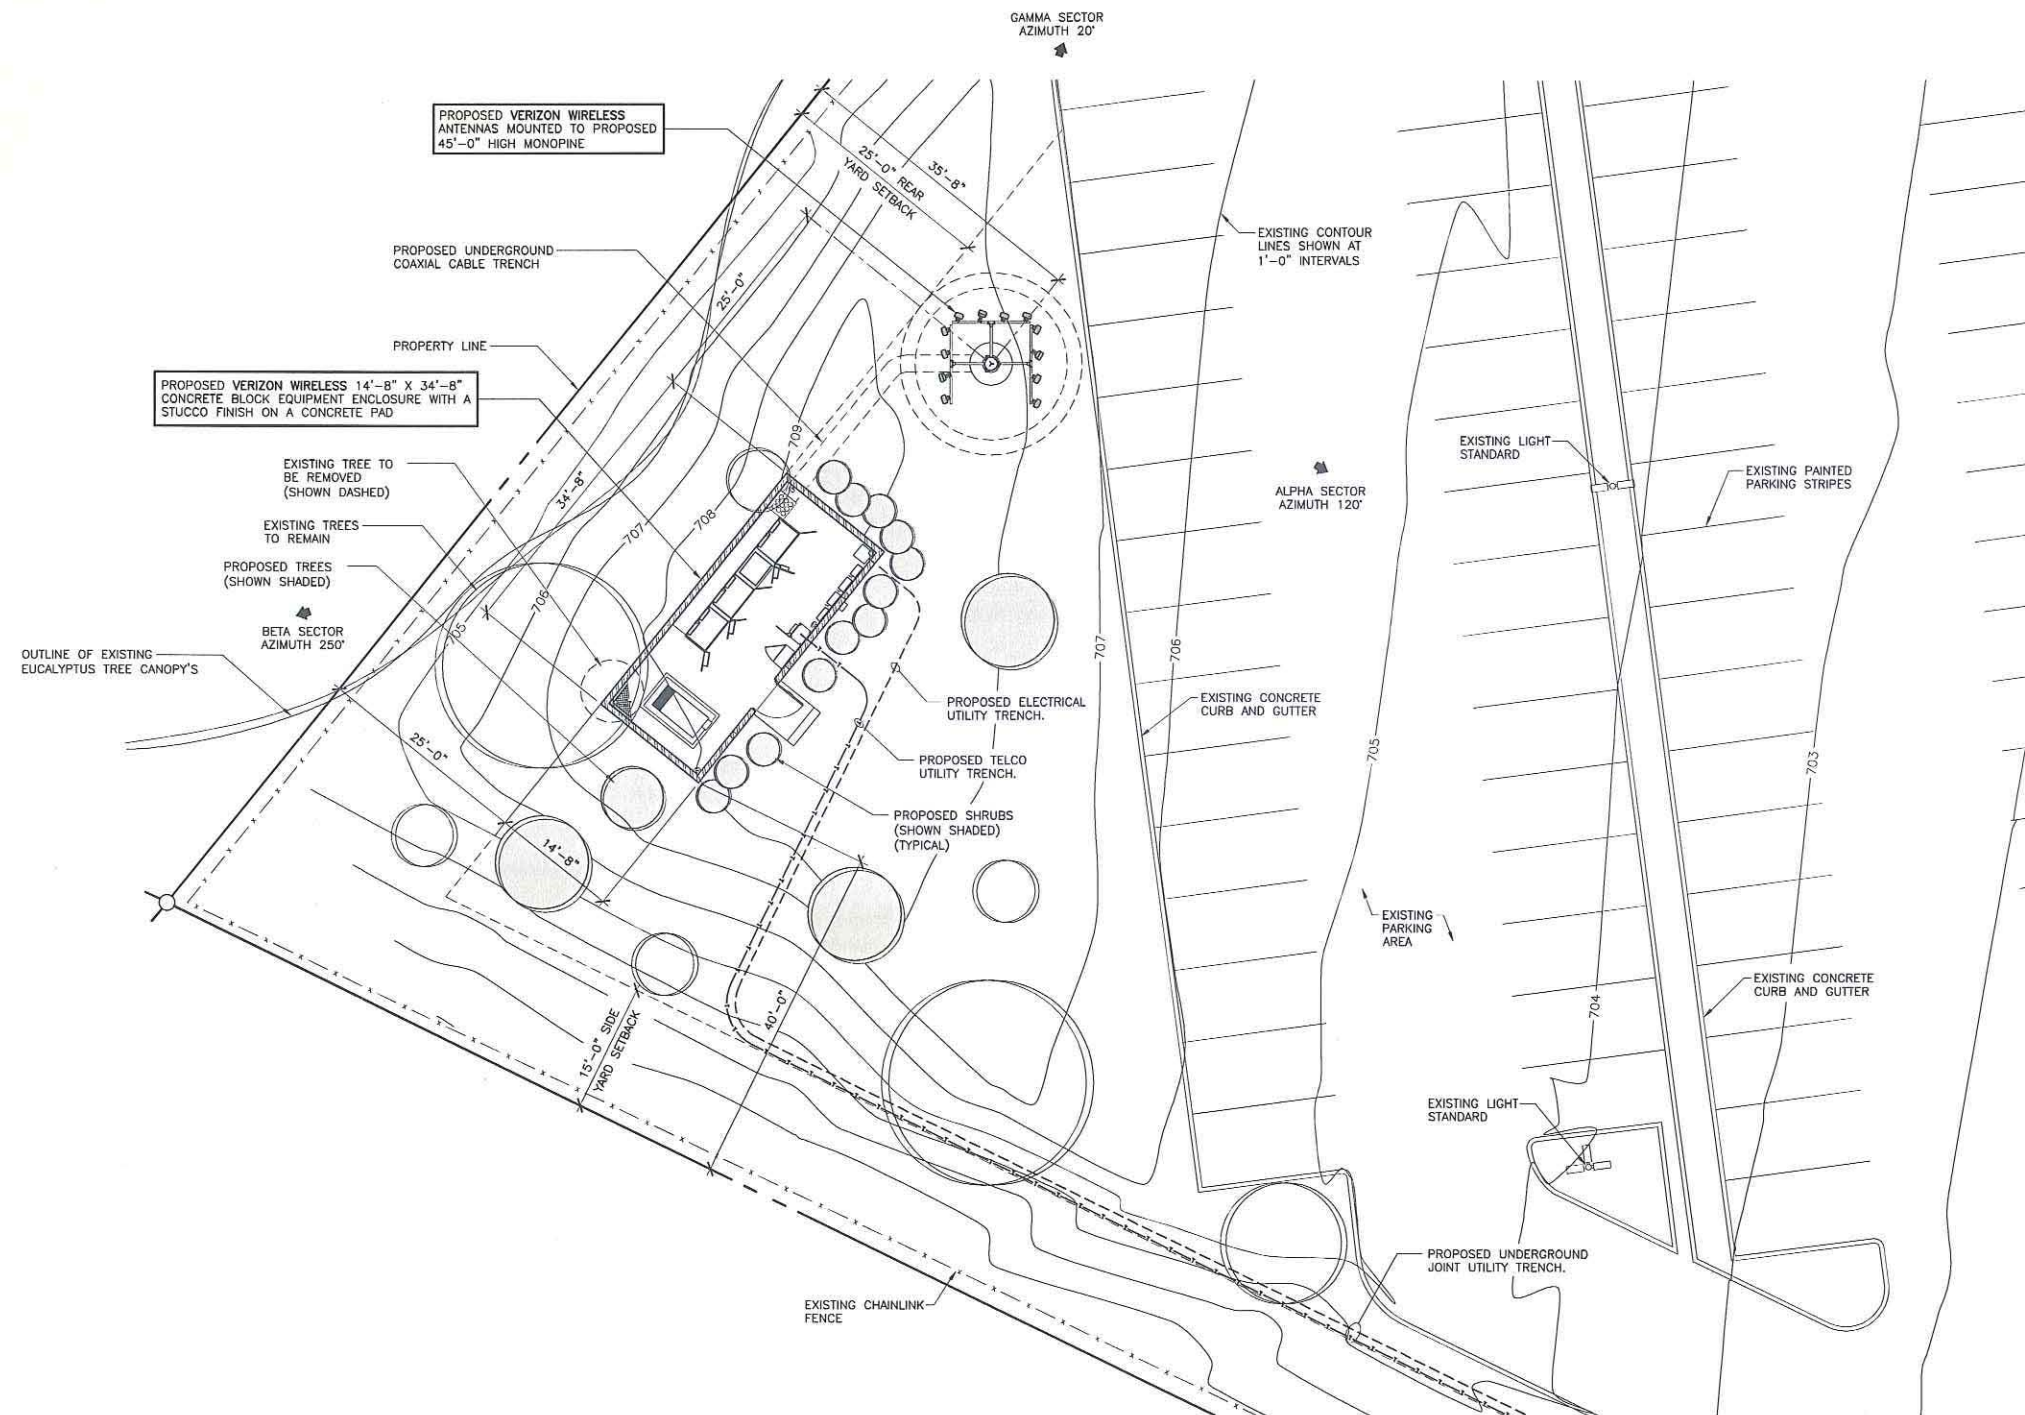 GAMMA SECTOR
AZIMUTH 20°
PROPOSED VERIZON WIRELESS
ANTENNAS MOUNTED TO PROPOSED
45'-0" HIGH MONOPINE
25'-0" REAR
YARD SETBACK
35'-8"
PROPOSED UNDERGROUND
COAXIAL CABLE TRENCH
EXISTING CONTOUR
LINES SHOWN AT
1'-0" INTERVALS
25'-0"
PROPERTY LINE
PROPOSED VERIZON WIRELESS 14'-8" X 34'-8"
CONCRETE BLOCK EQUIPMENT ENCLOSURE WITH A
STUCCO FINISH ON A CONCRETE PAD
709
EXISTING LIGHT
STANDARD
EXISTING TREE TO
BE REMOVED
(SHOWN DASHED)
34'-8"
EXISTING PAINTED
PARKING STRIPES
ALPHA SECTOR
AZIMUTH 120°
EXISTING TREES
TO REMAIN
707
708
PROPOSED TREES
(SHOWN SHADED)
706
705
BETA SECTOR
AZIMUTH 250°
OUTLINE OF EXISTING
EUCALYPTUS TREE CANOPY'S
707
706
PROPOSED ELECTRICAL
UTILITY TRENCH.
EXISTING CONCRETE
CURB AND GUTTER
25'-0"
705
703
PROPOSED TELCO
UTILITY TRENCH.
PROPOSED SHRUBS
(SHOWN SHADED)
(TYPICAL)
14'-8"
EXISTING
PARKING
AREA
EXISTING CONCRETE
CURB AND GUTTER
704
40'-0"
15'-0" SIDE
YARD SETBACK
EXISTING LIGHT
STANDARD
PROPOSED UNDERGROUND
JOINT UTILITY TRENCH.
EXISTING CHAINLINK
FENCE